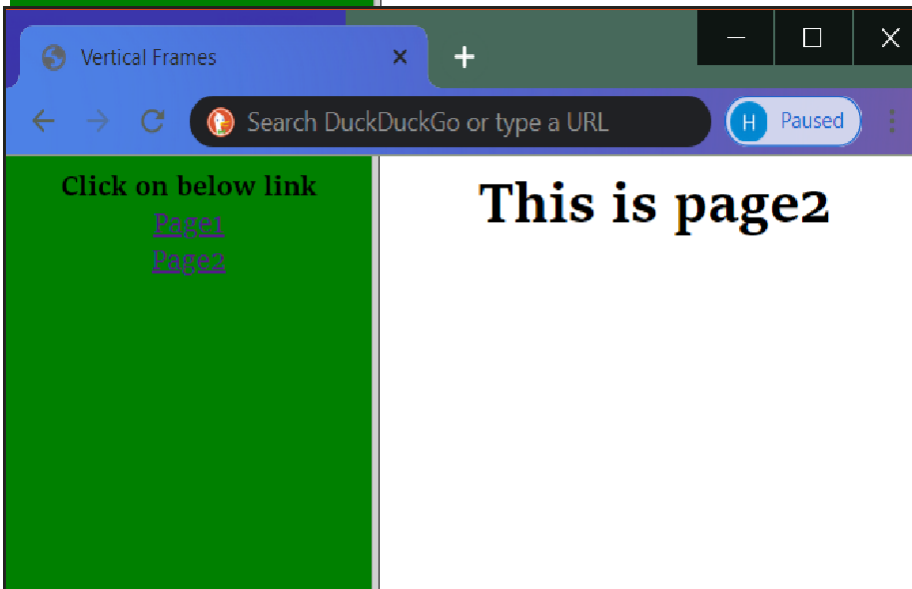 Vertical Frames
Search DuckDuckGo or type a URL
H Paused
Click on below link
Page1
Page2
This is page2